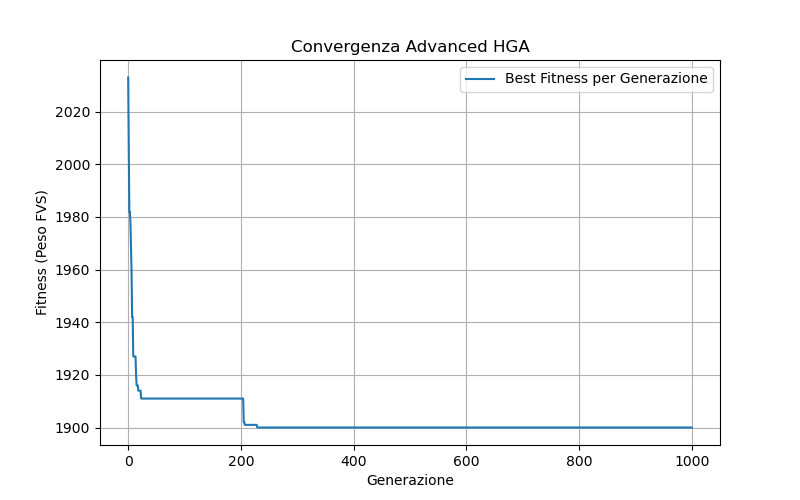 Convergenza Advanced HGA
Best Fitness per Generazione
Fitness (Peso FVS)
2020
2000
1980
1960
1940
1920
1900
0 200 400 600 800 1000
Generazione